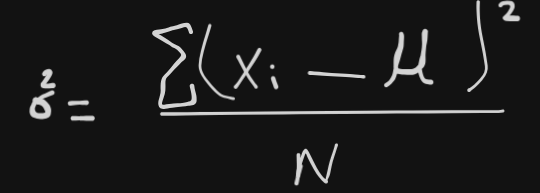 σ² = Σ(xᵢ − μ)² / N